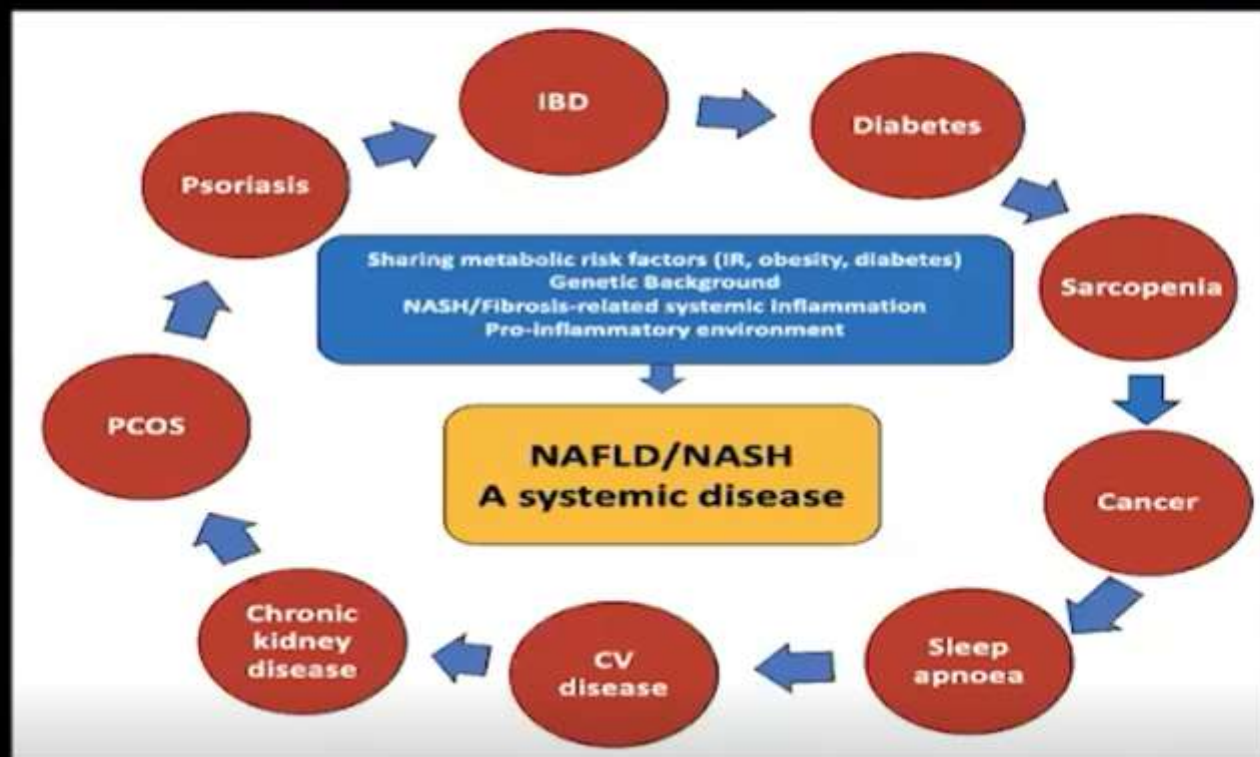 IBD
Diabetes
Psoriasis
Sharing metabolic risk factors (IR, obesity, diabetes)
Genetic Background
NASH/Fibrosis-related systemic inflammation
Pro-inflammatory environment
Sarcopenia
PCOS
NAFLD/NASH
A systemic disease
Cancer
Chronic
kidney
disease
CV
disease
Sleep
apnoea